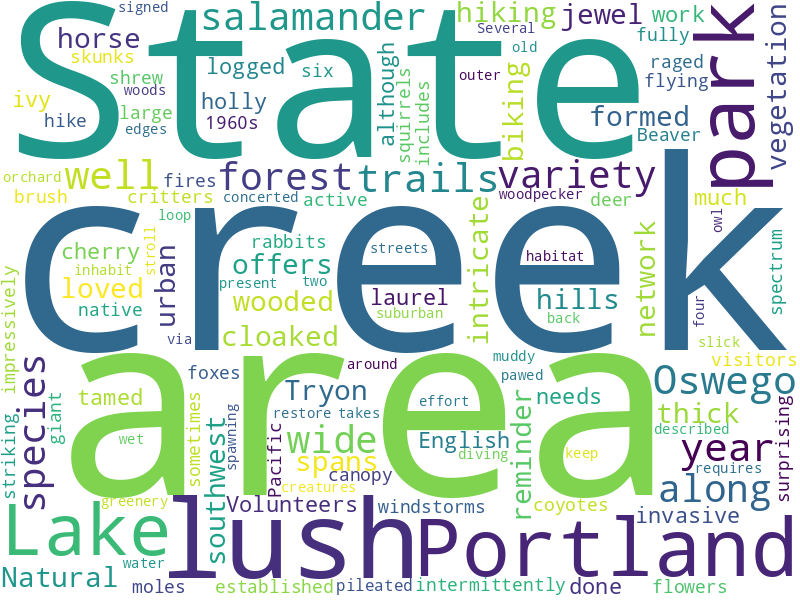 signed
State
salamander
hiking
jewel
work
park
Several
fully
horse
skunks
logged
six
although
old
raged
flying
vegetation
shrew
woods
outer
squirrels
includes
biking
ivy
large
holly
1960s
formed
hike
edges
Beaver
well
fires
forest
trails
variety
orchard
brush
critters
concerted
active
woodpecker
deer
much
owl
loop
creek
intricate
network
spectrum
cherry
rabbits
streets
habitat
inhabit
stroll
urban
offers
present
two
loved
native
wooded
laurel
suburban
hills
back
four
impressively
via
cloaked
slick
area
around
muddy
visitors
species
foxes
Tryon
pawed
Oswego
tamed
restore
takes
effort
needs
giant
sometimes
southwest
spawning
Pacific
wide
English
reminder
thick
described
year
surprising
striking
wet
spans
diving
keep
requires
canopy
creatures
along
greenery
Lake
lush
Volunteers
windstorms
coyotes
invasive
Portland
water
Natural
moles
established
pileated
intermittently
done
flowers